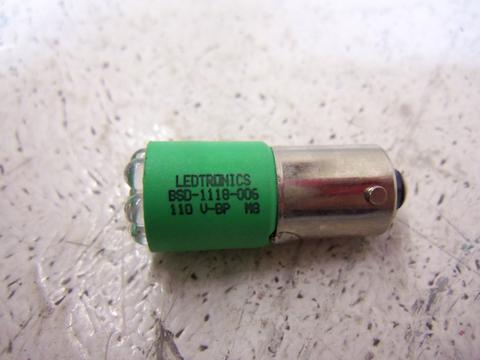 LEDTRONICS
BSD-1118-006
110 V-BP M8